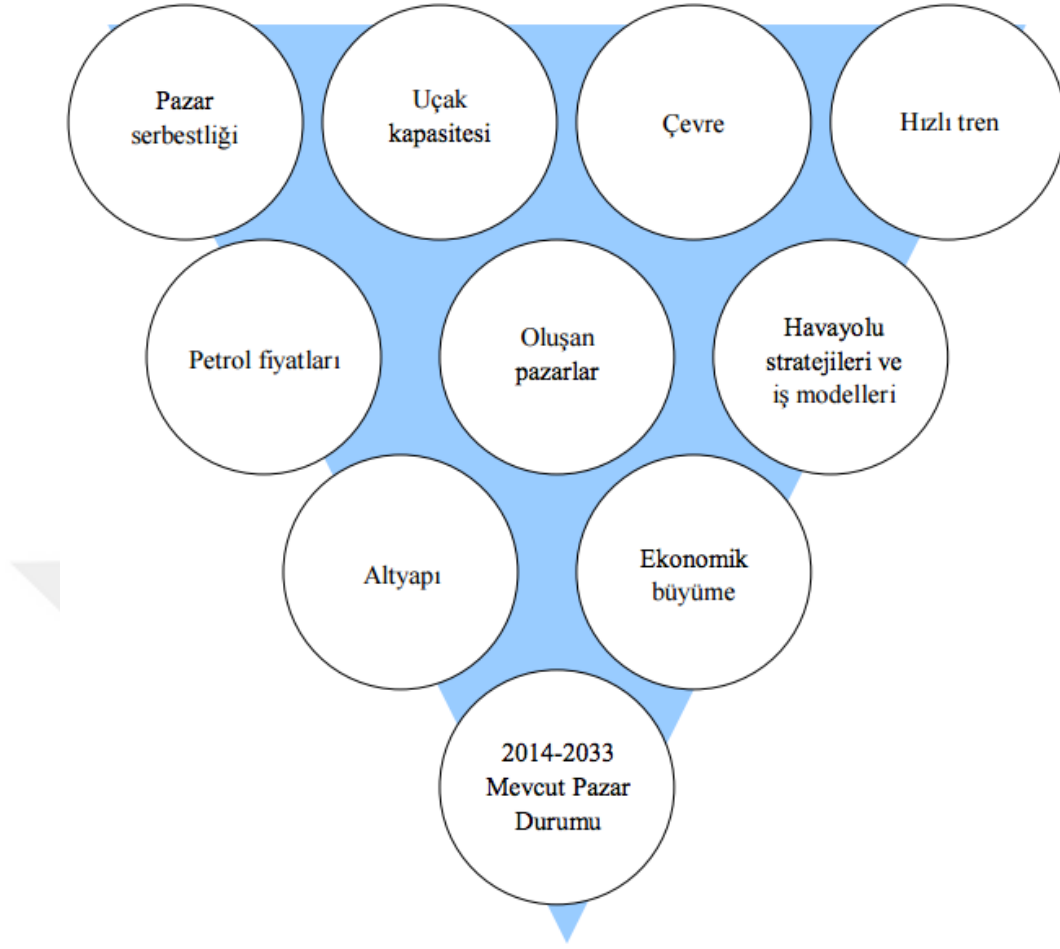 Pazar
serbestliği
Uçak
kapasitesi
Çevre
Hızlı tren
Petrol fiyatları
Oluşan
pazarlar
Havayolu
stratejileri ve
iş modelleri
Altyapı
Ekonomik
büyüme
2014-2033
Mevcut Pazar
Durumu